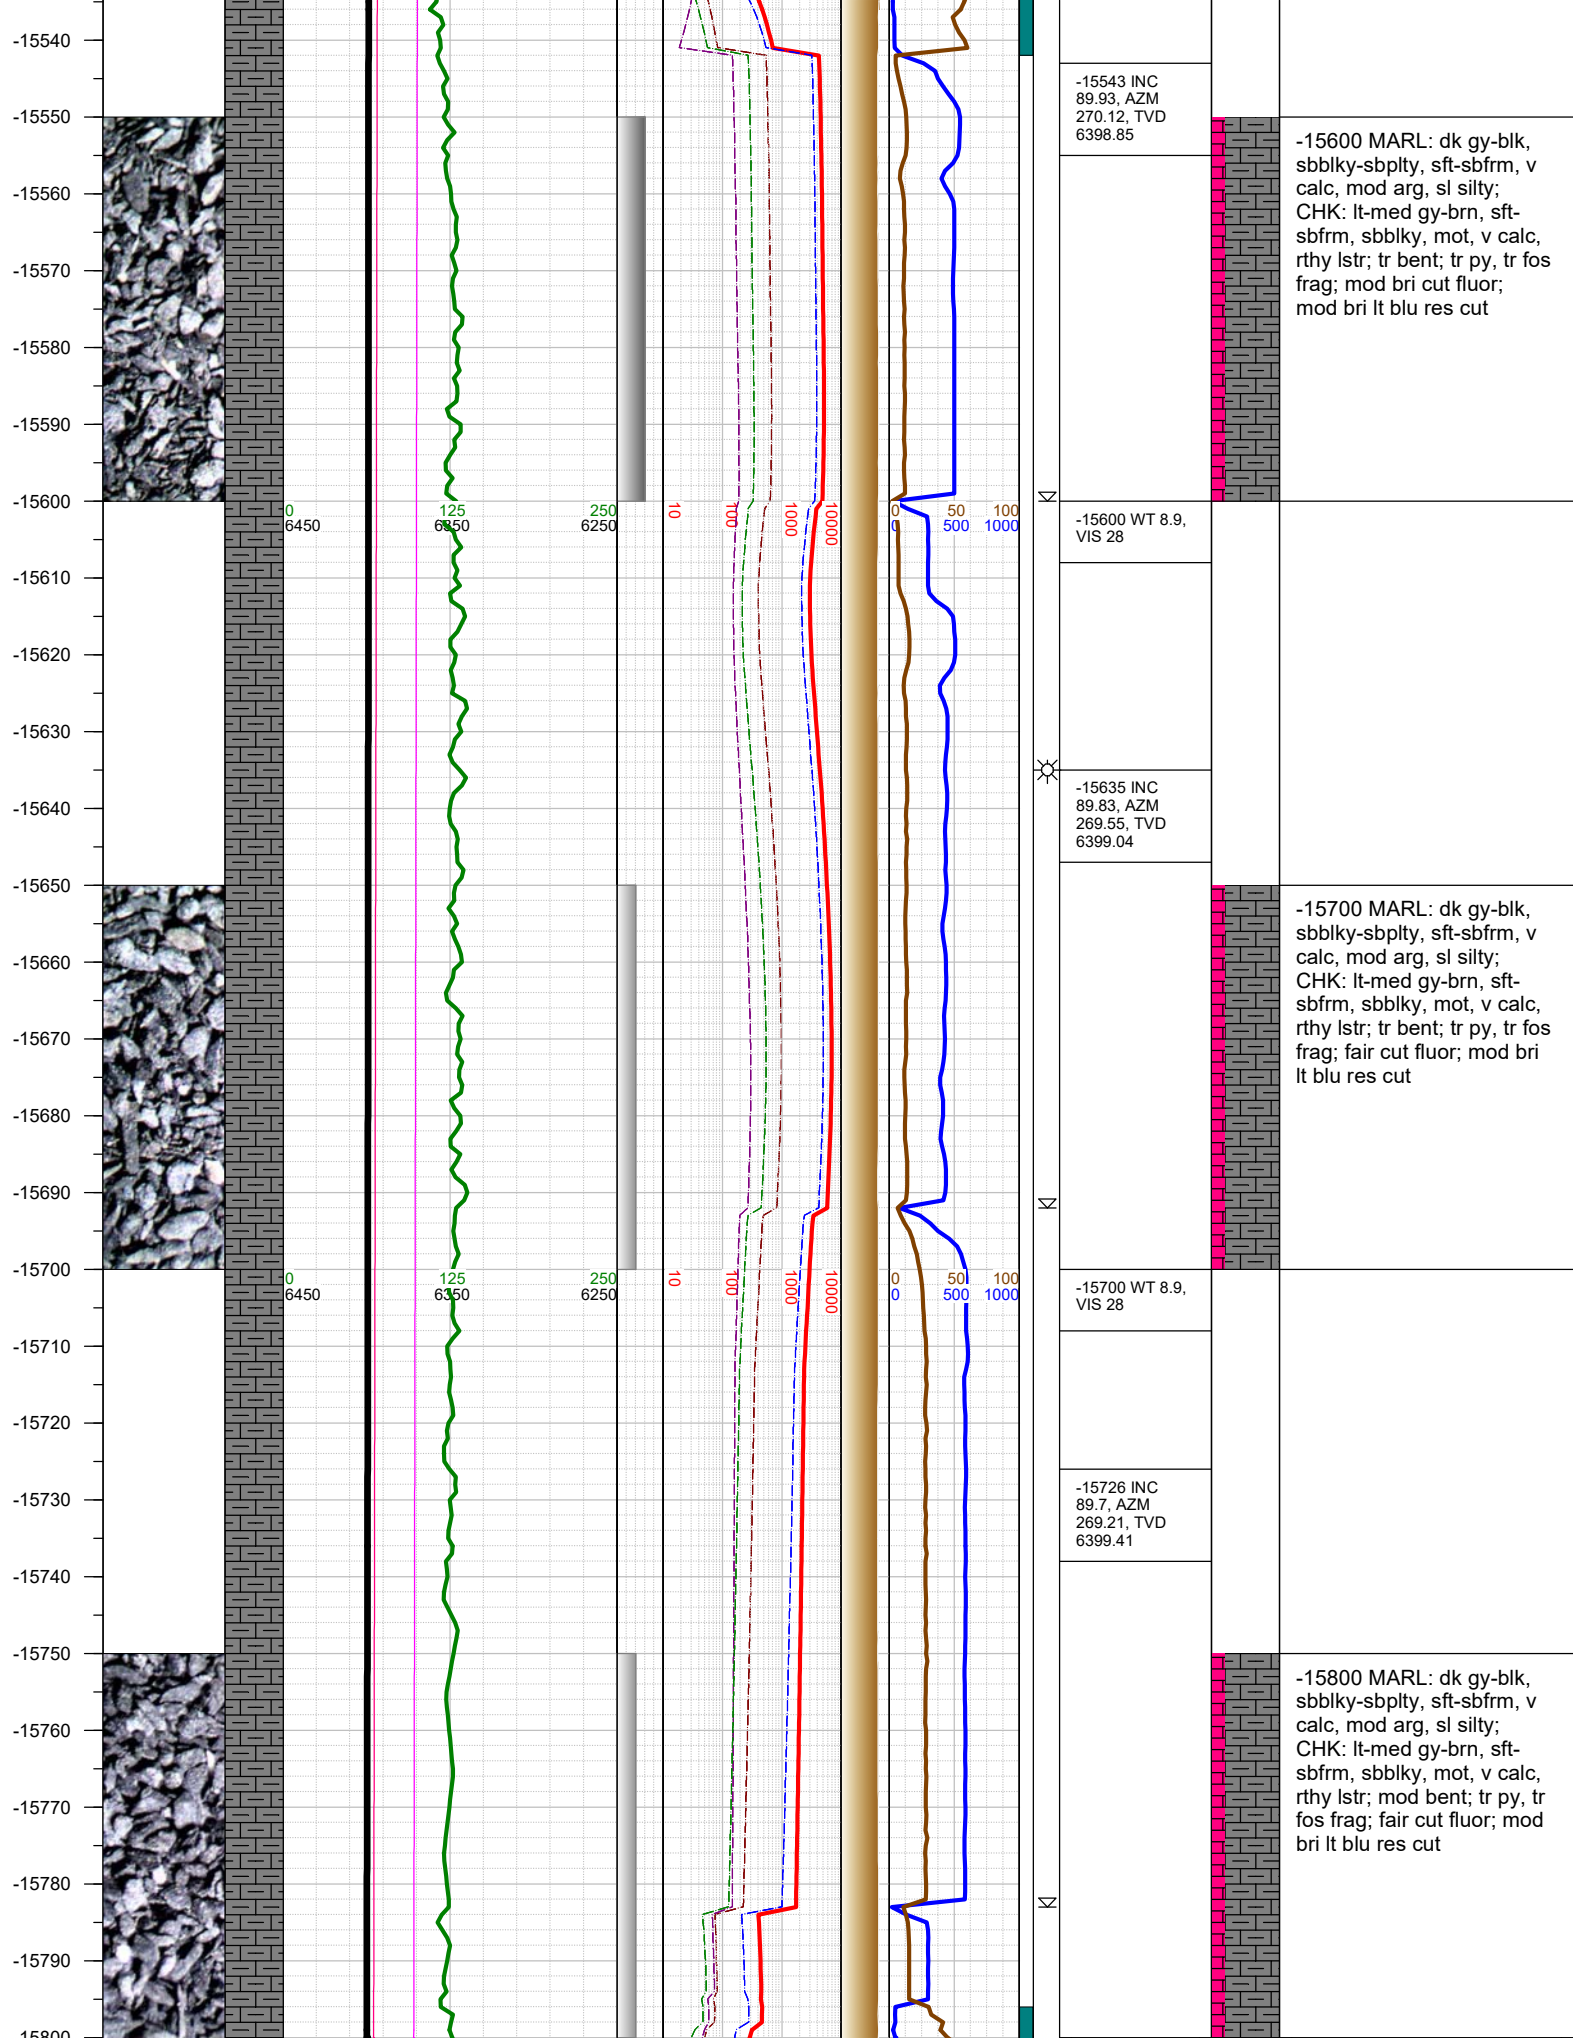 -15540
-15550
-15560
-15570
-15580
-15590
-15600
-15610
-15620
-15630
-15640
-15650
-15660
-15670
-15680
-15690
-15700
-15710
-15720
-15730
-15740
-15750
-15760
-15770
-15780
-15790
-15800
0 125 250
6450 6350 6250
10 100 1000 10000
0 50 100
0 500 1000
0 125 250
6450 6350 6250
10 100 1000 10000
0 50 100
0 500 1000
-15543 INC
89.93, AZM
270.12, TVD
6398.85
-15600 WT 8.9,
VIS 28
-15635 INC
89.83, AZM
269.55, TVD
6399.04
-15700 WT 8.9,
VIS 28
-15726 INC
89.7, AZM
269.21, TVD
6399.41
-15600 MARL: dk gy-blk,
sbblky-sbplty, sft-sbfrm, v
calc, mod arg, sl silty;
CHK: lt-med gy-brn, sft-
sbfrm, sbblky, mot, v calc,
rthy lstr; tr bent; tr py, tr fos
frag; mod bri cut fluor;
mod bri lt blu res cut
-15700 MARL: dk gy-blk,
sbblky-sbplty, sft-sbfrm, v
calc, mod arg, sl silty;
CHK: lt-med gy-brn, sft-
sbfrm, sbblky, mot, v calc,
rthy lstr; tr bent; tr py, tr fos
frag; fair cut fluor; mod bri
lt blu res cut
-15800 MARL: dk gy-blk,
sbblky-sbplty, sft-sbfrm, v
calc, mod arg, sl silty;
CHK: lt-med gy-brn, sft-
sbfrm, sbblky, mot, v calc,
rthy lstr; mod bent; tr py, tr
fos frag; fair cut fluor; mod
bri lt blu res cut